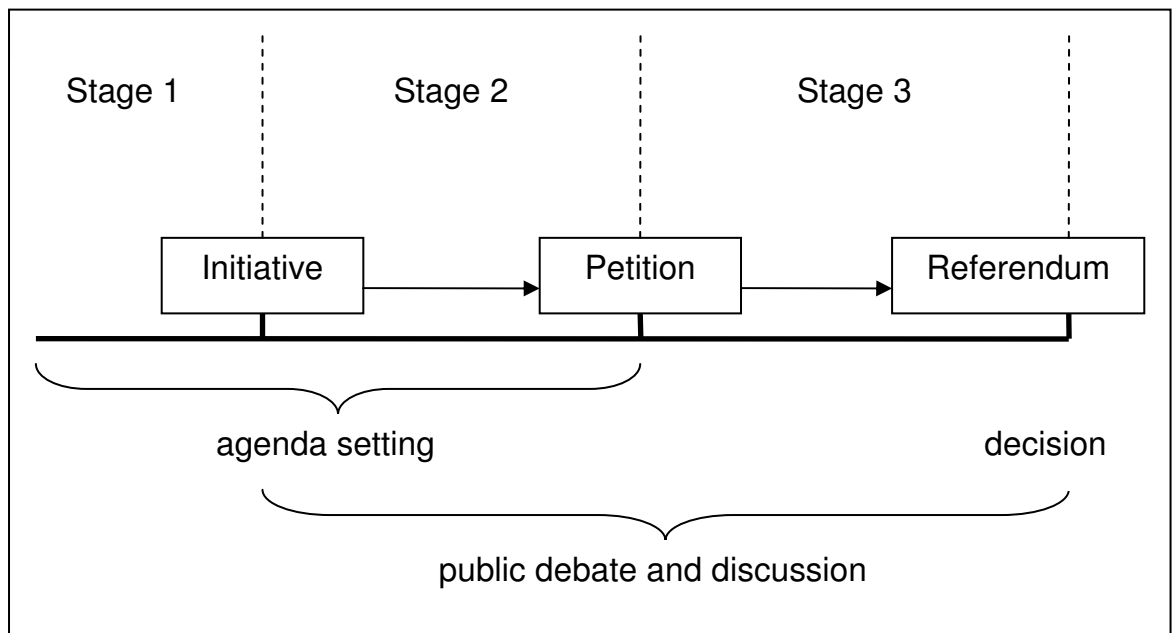 Stage 1 Stage 2 Stage 3
Initiative Petition Referendum
agenda setting decision
public debate and discussion